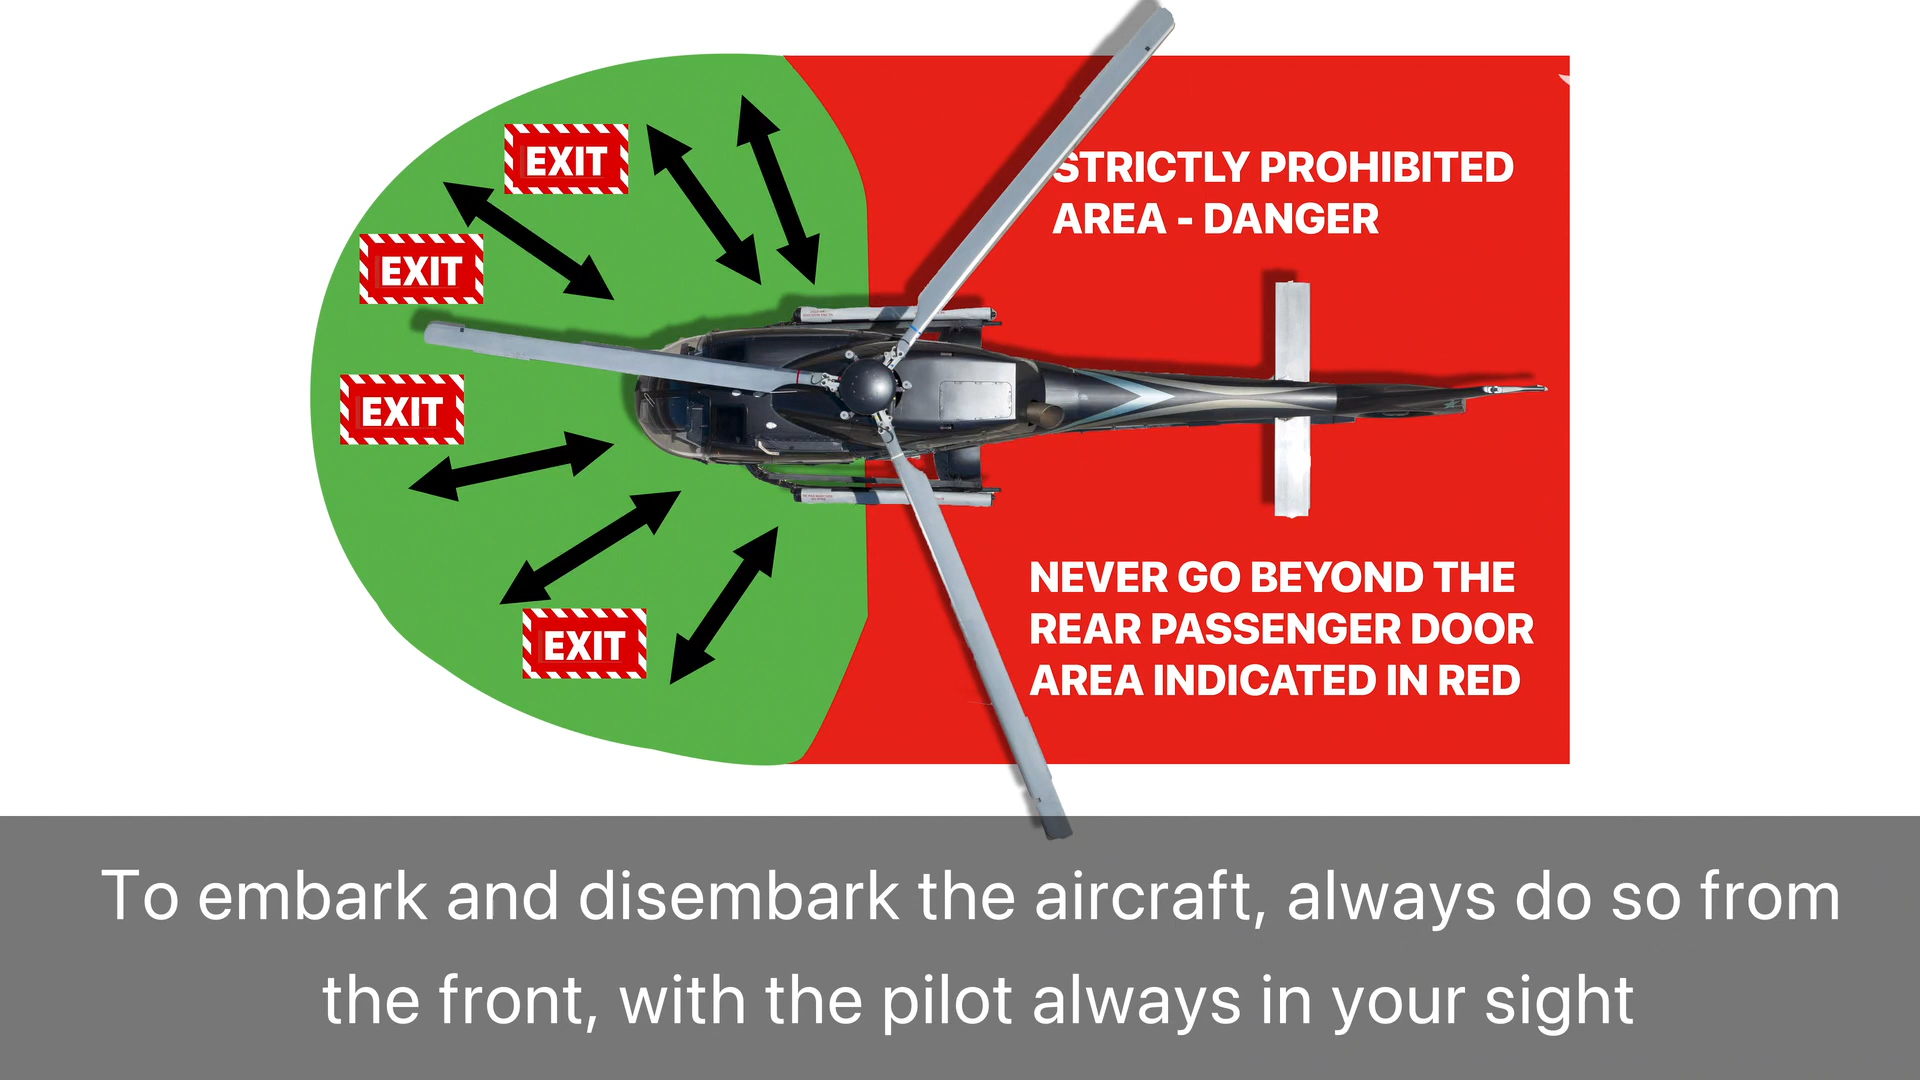 EXIT
STRICTLY PROHIBITED
AREA - DANGER
EXIT
EXIT
NEVER GO BEYOND THE
REAR PASSENGER DOOR
AREA INDICATED IN RED
EXIT
To embark and disembark the aircraft, always do so from
the front, with the pilot always in your sight